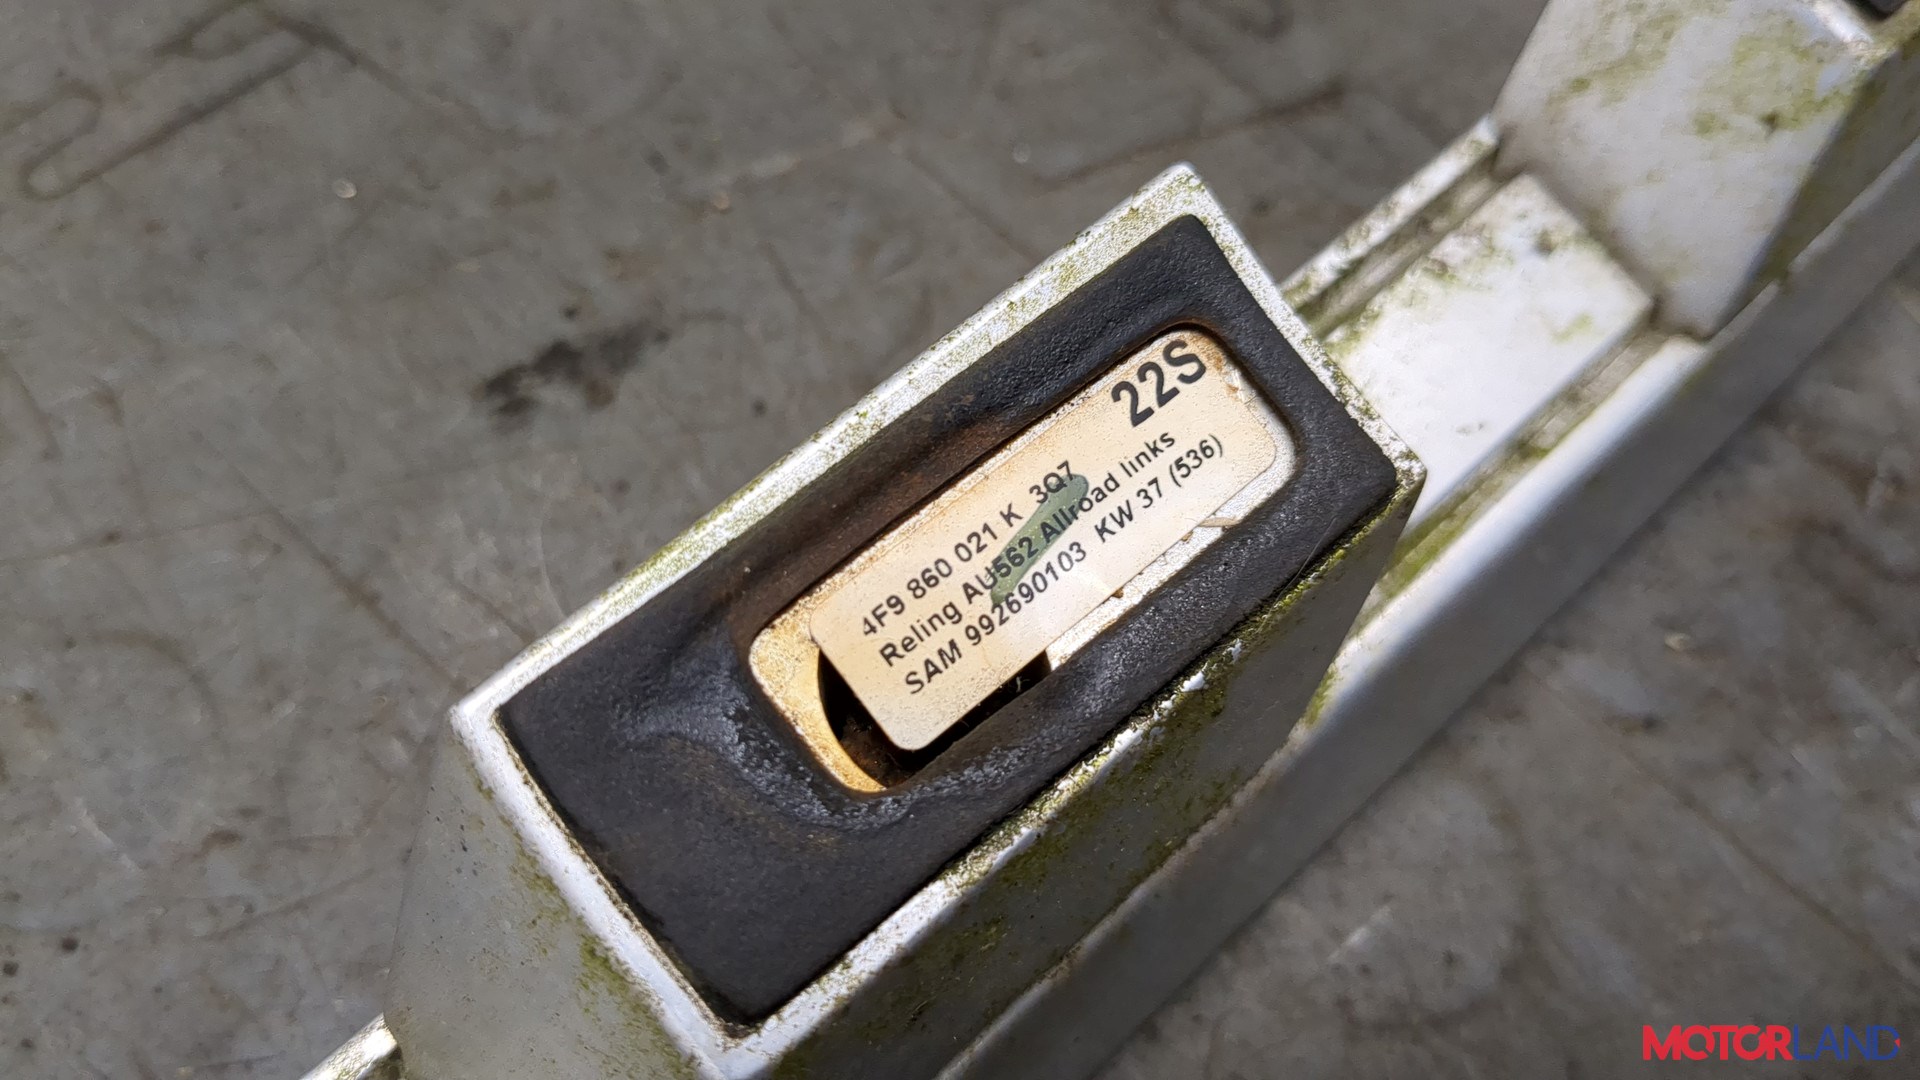 22S
4F9 860 021 K 3Q7
Reling AU562 Allroad links
SAM 992690103 KW 37 (536)
MOTORLAND